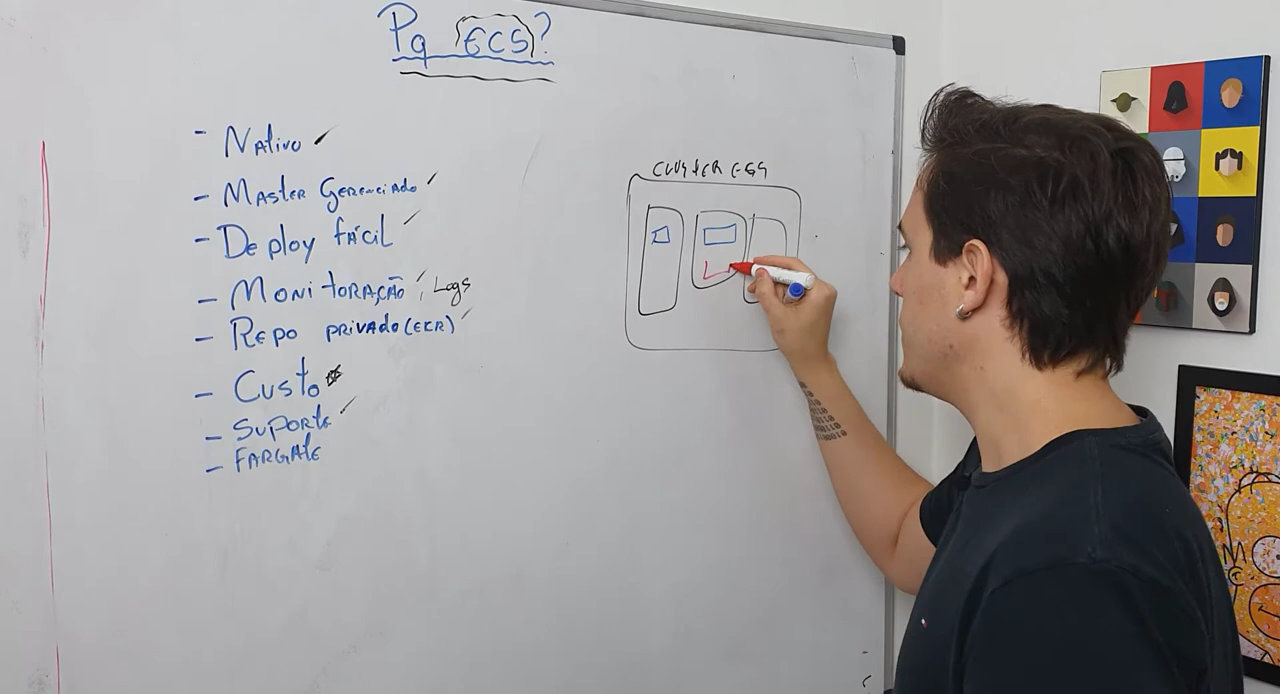 Pq ECS?
- Nativo
- Master Gerenciado
- Deploy fácil
- Monitoração, Logs
- Repo privado (ECR)
- Custo
- Suporte
- Fargate
CLUSTER ECS